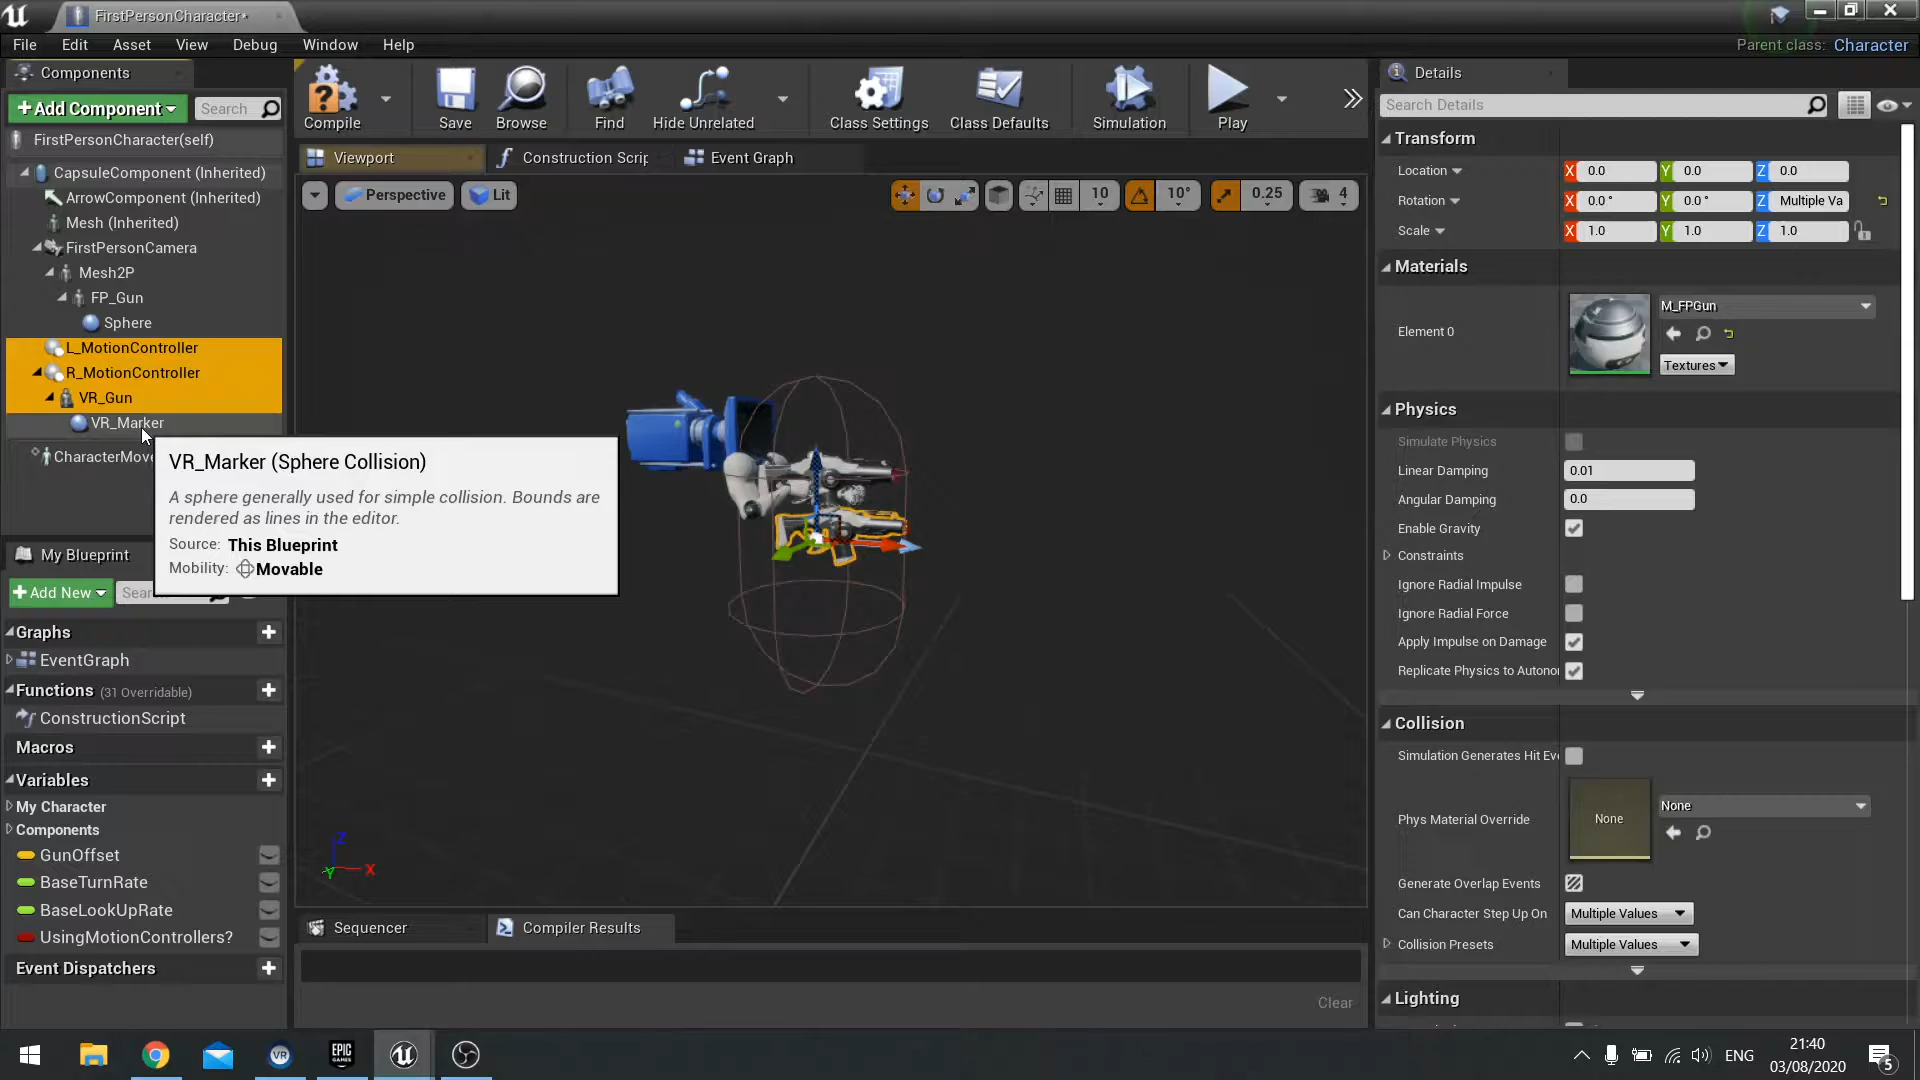 FirstPersonCharacter*
File Edit Asset View Debug Window Help
Parent class: Character
Components
+Add Component
Search
FirstPersonCharacter(self)
CapsuleComponent (Inherited)
ArrowComponent (Inherited)
Mesh (Inherited)
FirstPersonCamera
Mesh2P
FP_Gun
Sphere
L_MotionController
R_MotionController
VR_Gun
VR_Marker
CharacterMove
Compile
Save
Browse
Find
Hide Unrelated
Class Settings
Class Defaults
Simulation
Play
Viewport
Construction Scrip
Event Graph
Perspective
Lit
10
10°
0.25
4
VR_Marker (Sphere Collision)
A sphere generally used for simple collision. Bounds are
rendered as lines in the editor.
Source: This Blueprint
Mobility: Movable
Z
X
Y
My Blueprint
+Add New
Sear
Graphs
EventGraph
Functions (31 Overridable)
ConstructionScript
Macros
Variables
My Character
Components
GunOffset
BaseTurnRate
BaseLookUpRate
UsingMotionControllers?
Event Dispatchers
Sequencer
Compiler Results
Clear
Details
Search Details
Transform
Location X 0.0 Y 0.0 Z 0.0
Rotation X 0.0 ° Y 0.0 ° Z Multiple Va
Scale X 1.0 Y 1.0 Z 1.0
Materials
Element 0
M_FPGun
Textures
Physics
Simulate Physics
Linear Damping 0.01
Angular Damping 0.0
Enable Gravity
Constraints
Ignore Radial Impulse
Ignore Radial Force
Apply Impulse on Damage
Replicate Physics to Autono
Collision
Simulation Generates Hit Eve
Phys Material Override
None
None
Generate Overlap Events
Can Character Step Up On Multiple Values
Collision Presets Multiple Values
Lighting
VR
EPIC
GAMES
ENG
21:40
03/08/2020
5